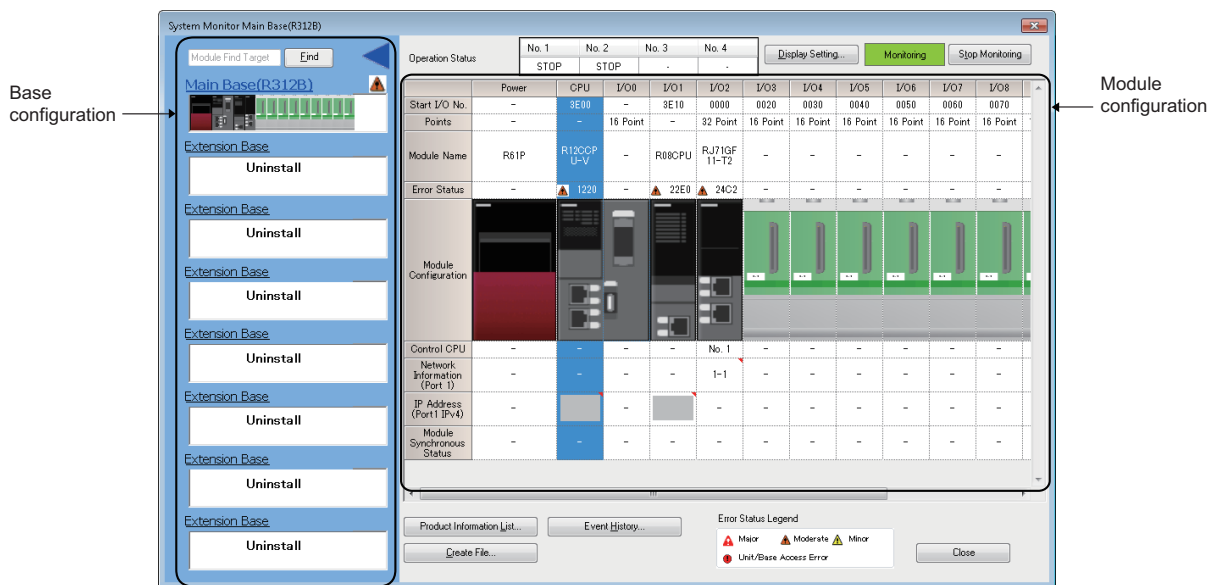 System Monitor Main Base(R312B)
Base configuration
Module Find Target Find
Main Base(R312B)
Extension Base
Uninstall
Extension Base
Uninstall
Extension Base
Uninstall
Extension Base
Uninstall
Extension Base
Uninstall
Extension Base
Uninstall
Extension Base
Uninstall
Operation Status No. 1 No. 2 No. 3 No. 4
STOP STOP - -
Display Setting... Monitoring Stop Monitoring
Module configuration
Power CPU I/O0 I/O1 I/O2 I/O3 I/O4 I/O5 I/O6 I/O7 I/O8
Start I/O No. - 3E00 - 3E10 0000 0020 0030 0040 0050 0060 0070
Points - - 16 Point - 32 Point 16 Point 16 Point 16 Point 16 Point 16 Point 16 Point
Module Name - R61P R12CCPU-V - R08CPU RJ71GF11-T2 - - - - - -
Error Status - 1220 - 22E0 24C2 - - - - - -
Module Configuration
Control CPU - - - - No. 1 - - - - - -
Network Information (Port 1) - - - - 1-1 - - - - - -
IP Address (Port1 IPv4) - - - - - - - - -
Module Synchronous Status - - - - - - - - - - -
Product Information List... Event History...
Create File...
Error Status Legend
Major Moderate Minor
Unit/Base Access Error
Close